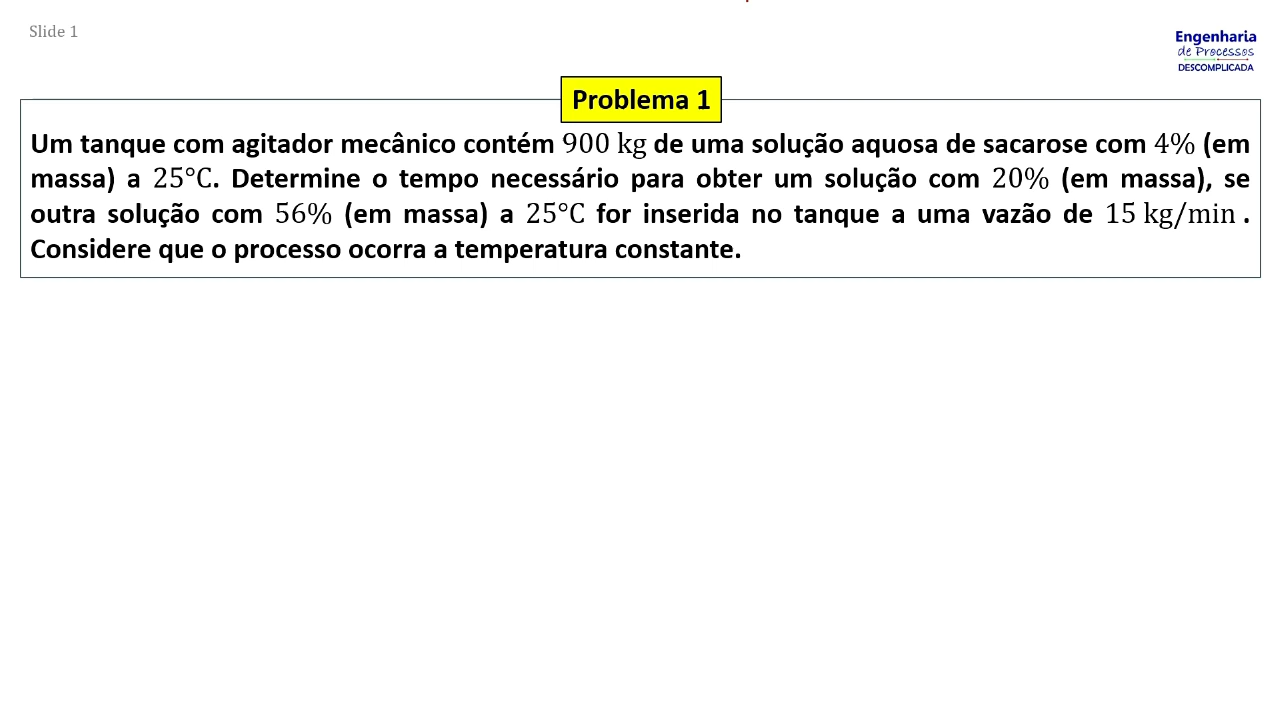 Slide 1
Engenharia
de Processos
DESCOMPLICADA
Problema 1
Um tanque com agitador mecânico contém 900 kg de uma solução aquosa de sacarose com 4% (em
massa) a 25°C. Determine o tempo necessário para obter um solução com 20% (em massa), se
outra solução com 56% (em massa) a 25°C for inserida no tanque a uma vazão de 15 kg/min .
Considere que o processo ocorra a temperatura constante.